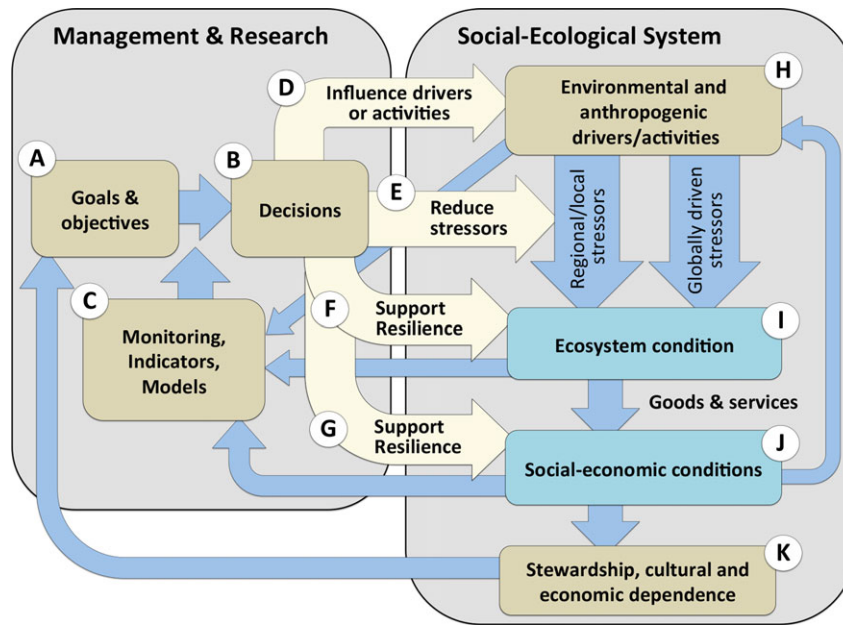 Management & Research
Social-Ecological System
D
Influence drivers
or activities
H
Environmental and
anthropogenic
drivers/activities
A
Goals &
objectives
B
Decisions
E
Reduce
stressors
Regional/local
stressors
Globally driven
stressors
C
Monitoring,
Indicators,
Models
F
Support
Resilience
I
Ecosystem condition
Goods & services
G
Support
Resilience
J
Social-economic conditions
K
Stewardship, cultural and
economic dependence